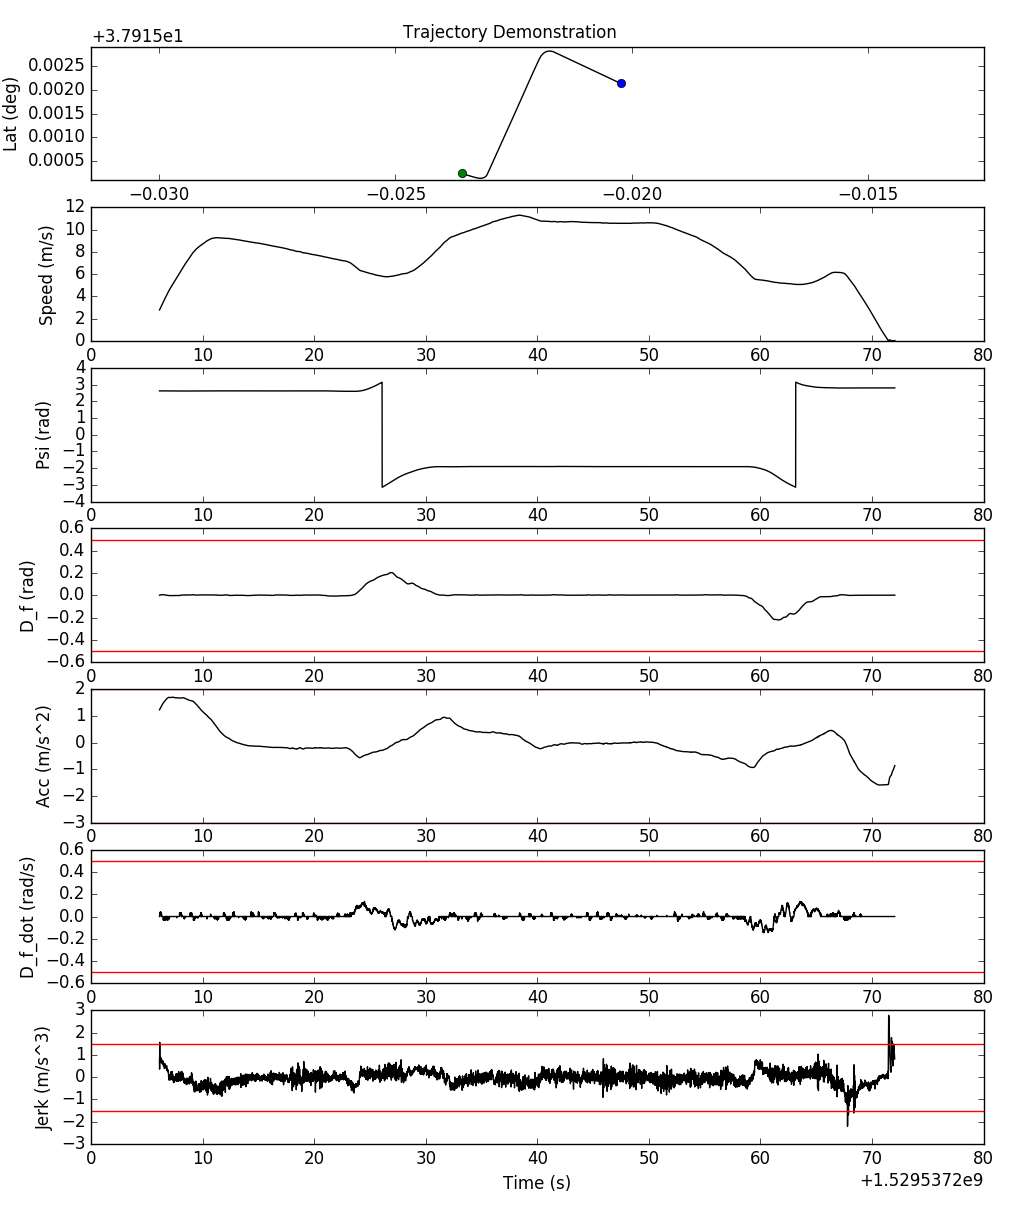 Trajectory Demonstration
+3.7915e1
Lat (deg)
0.0025
0.0020
0.0015
0.0010
0.0005
−0.030 −0.025 −0.020 −0.015
Speed (m/s)
12
10
8
6
4
2
0
0 10 20 30 40 50 60 70 80
Psi (rad)
4
3
2
1
0
−1
−2
−3
−4
0 10 20 30 40 50 60 70 80
D_f (rad)
0.6
0.4
0.2
0.0
−0.2
−0.4
−0.6
0 10 20 30 40 50 60 70 80
Acc (m/s^2)
2
1
0
−1
−2
−3
0 10 20 30 40 50 60 70 80
D_f_dot (rad/s)
0.6
0.4
0.2
0.0
−0.2
−0.4
−0.6
0 10 20 30 40 50 60 70 80
Jerk (m/s^3)
3
2
1
0
−1
−2
−3
0 10 20 30 40 50 60 70 80
Time (s)
+1.5295372e9